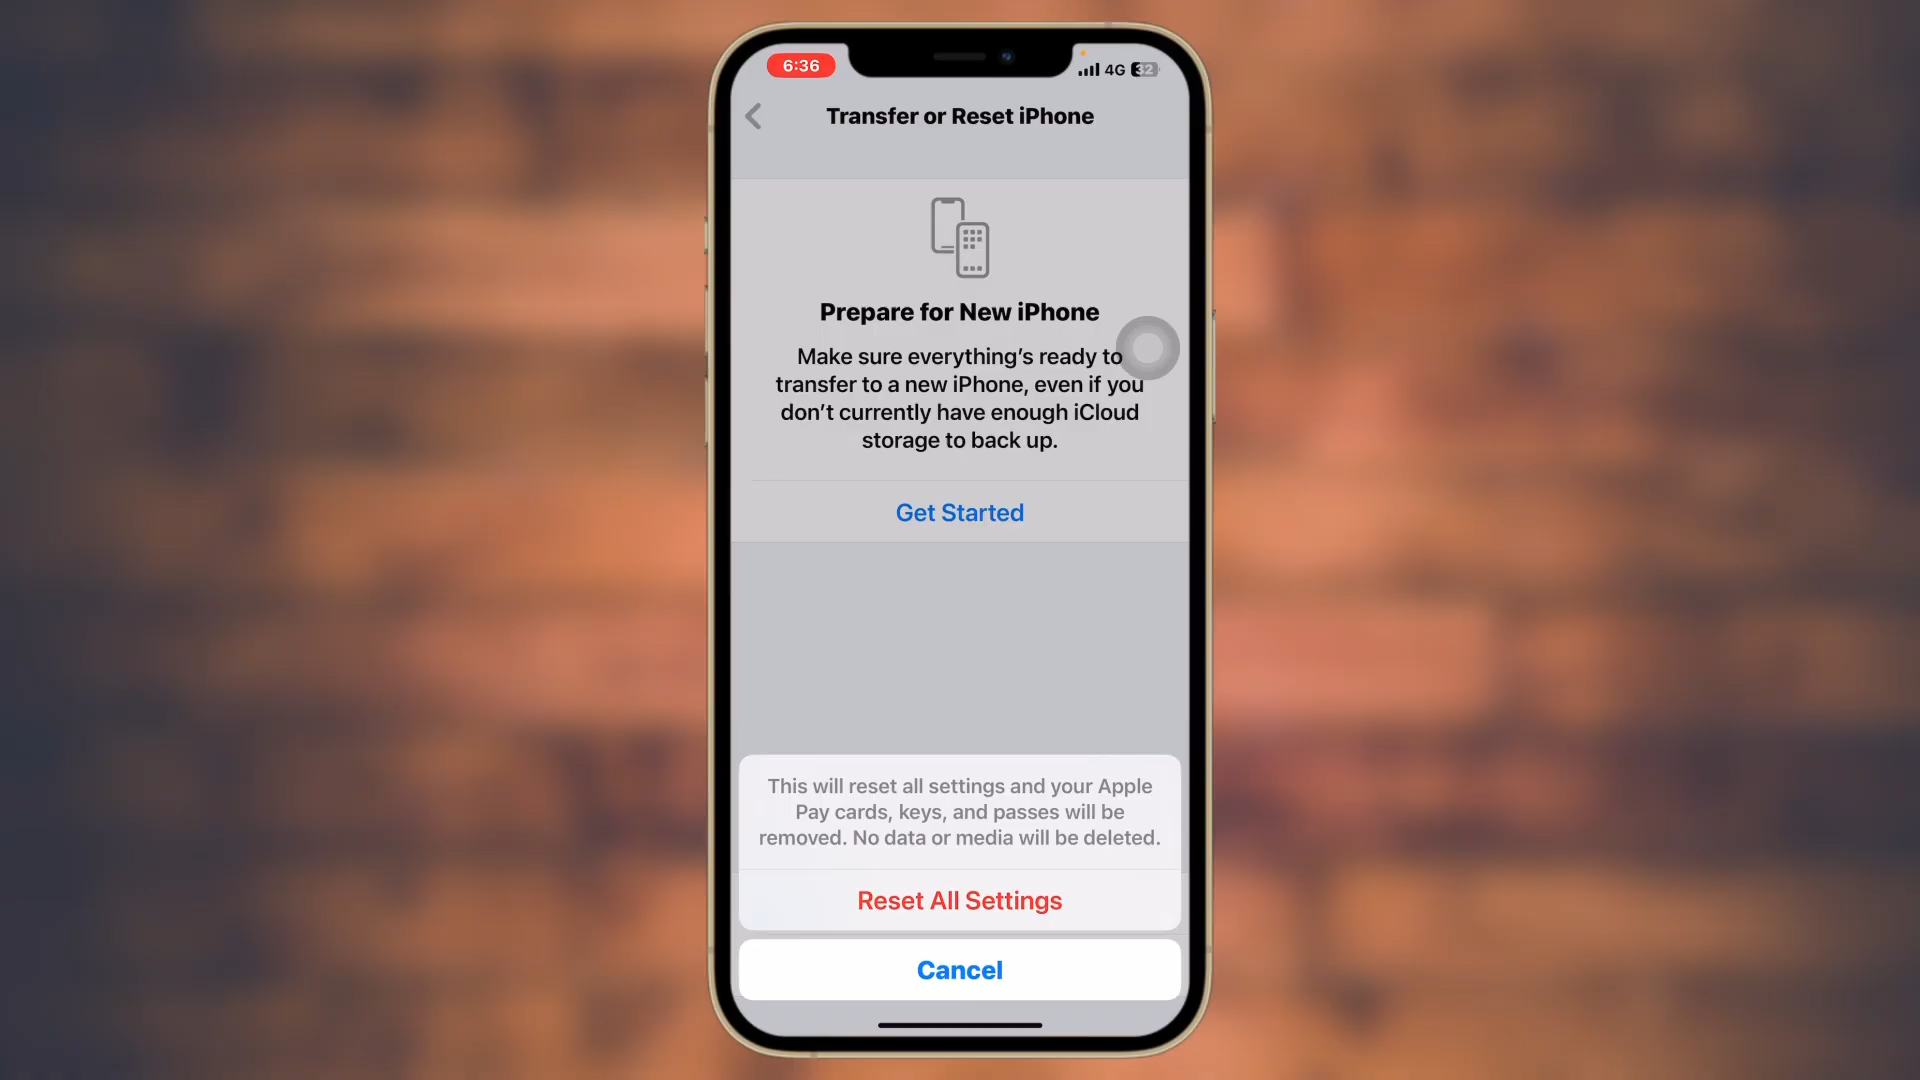 6:36
4G 32
Transfer or Reset iPhone
Prepare for New iPhone
Make sure everything’s ready to
transfer to a new iPhone, even if you
don’t currently have enough iCloud
storage to back up.
Get Started
This will reset all settings and your Apple
Pay cards, keys, and passes will be
removed. No data or media will be deleted.
Reset All Settings
Cancel